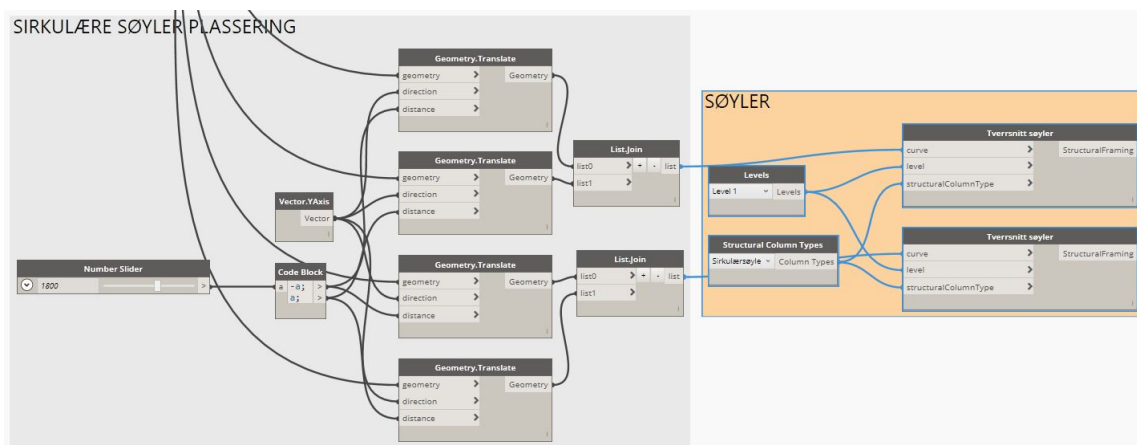 SIRKULÆRE SØYLER PLASSERING
Geometry.Translate
geometry > Geometry
direction >
distance >
Geometry.Translate
geometry > Geometry
direction >
distance >
Vector.YAxis
Vector
Number Slider
1800 >
Code Block
a -a; >
a; >
Geometry.Translate
geometry > Geometry
direction >
distance >
Geometry.Translate
geometry > Geometry
direction >
distance >
List.Join
list0 > + - list
list1 >
List.Join
list0 > + - list
list1 >
SØYLER
Levels
Level 1 Levels
Structural Column Types
Sirkulærsøyle Column Types
Tverrsnitt søyler
curve > StructuralFraming
level >
structuralColumnType >
Tverrsnitt søyler
curve > StructuralFraming
level >
structuralColumnType >